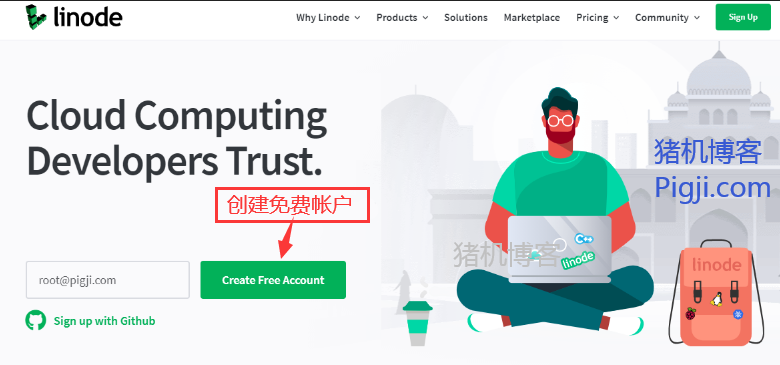 linode
Why Linode
Products
Solutions
Marketplace
Pricing
Community
Sign Up
Cloud Computing
Developers Trust.
猪机博客
Pigji.com
创建免费帐户
猪机博客
C++
linode
linode
root@pigji.com
Create Free Account
Sign up with Github